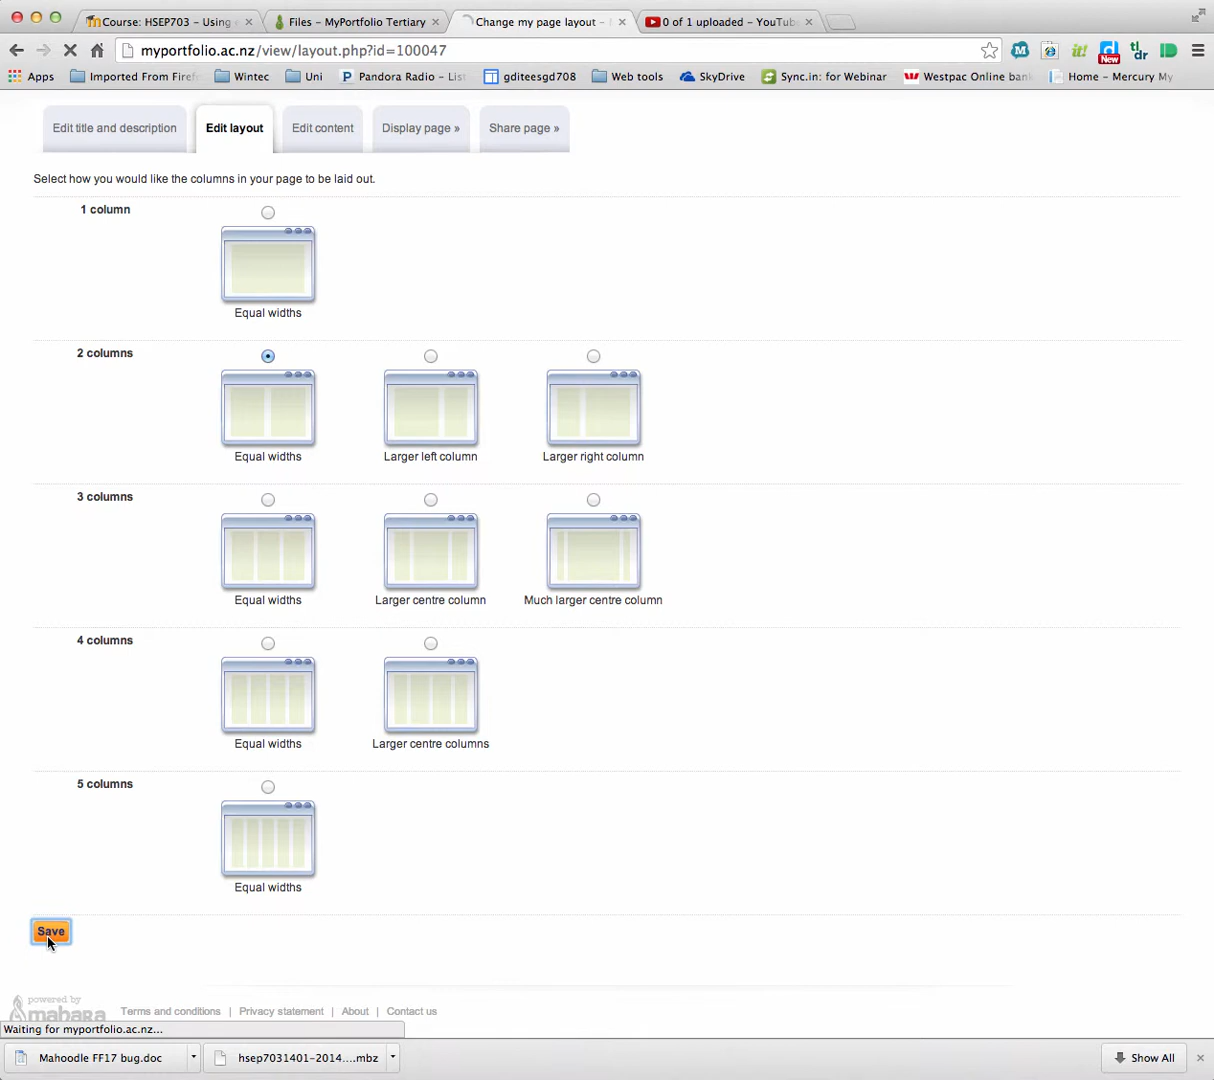 Course: HSEP703 - Using e
Files - MyPortfolio Tertiary
Change my page layout -
0 of 1 uploaded - YouTube
myportfolio.ac.nz/view/layout.php?id=100047
Apps
Imported From Firef
Wintec
Uni
Pandora Radio - List
gditeesgd708
Web tools
SkyDrive
Sync.in: for Webinar
Westpac Online bank
Home - Mercury My
it!
New
tl;dr
Edit title and description
Edit layout
Edit content
Display page »
Share page »
Select how you would like the columns in your page to be laid out.
1 column
Equal widths
2 columns
Equal widths
Larger left column
Larger right column
3 columns
Equal widths
Larger centre column
Much larger centre column
4 columns
Equal widths
Larger centre columns
5 columns
Equal widths
Save
powered by
mahara
Terms and conditions | Privacy statement | About | Contact us
Waiting for myportfolio.ac.nz...
Mahoodle FF17 bug.doc
hsep7031401-2014....mbz
Show All